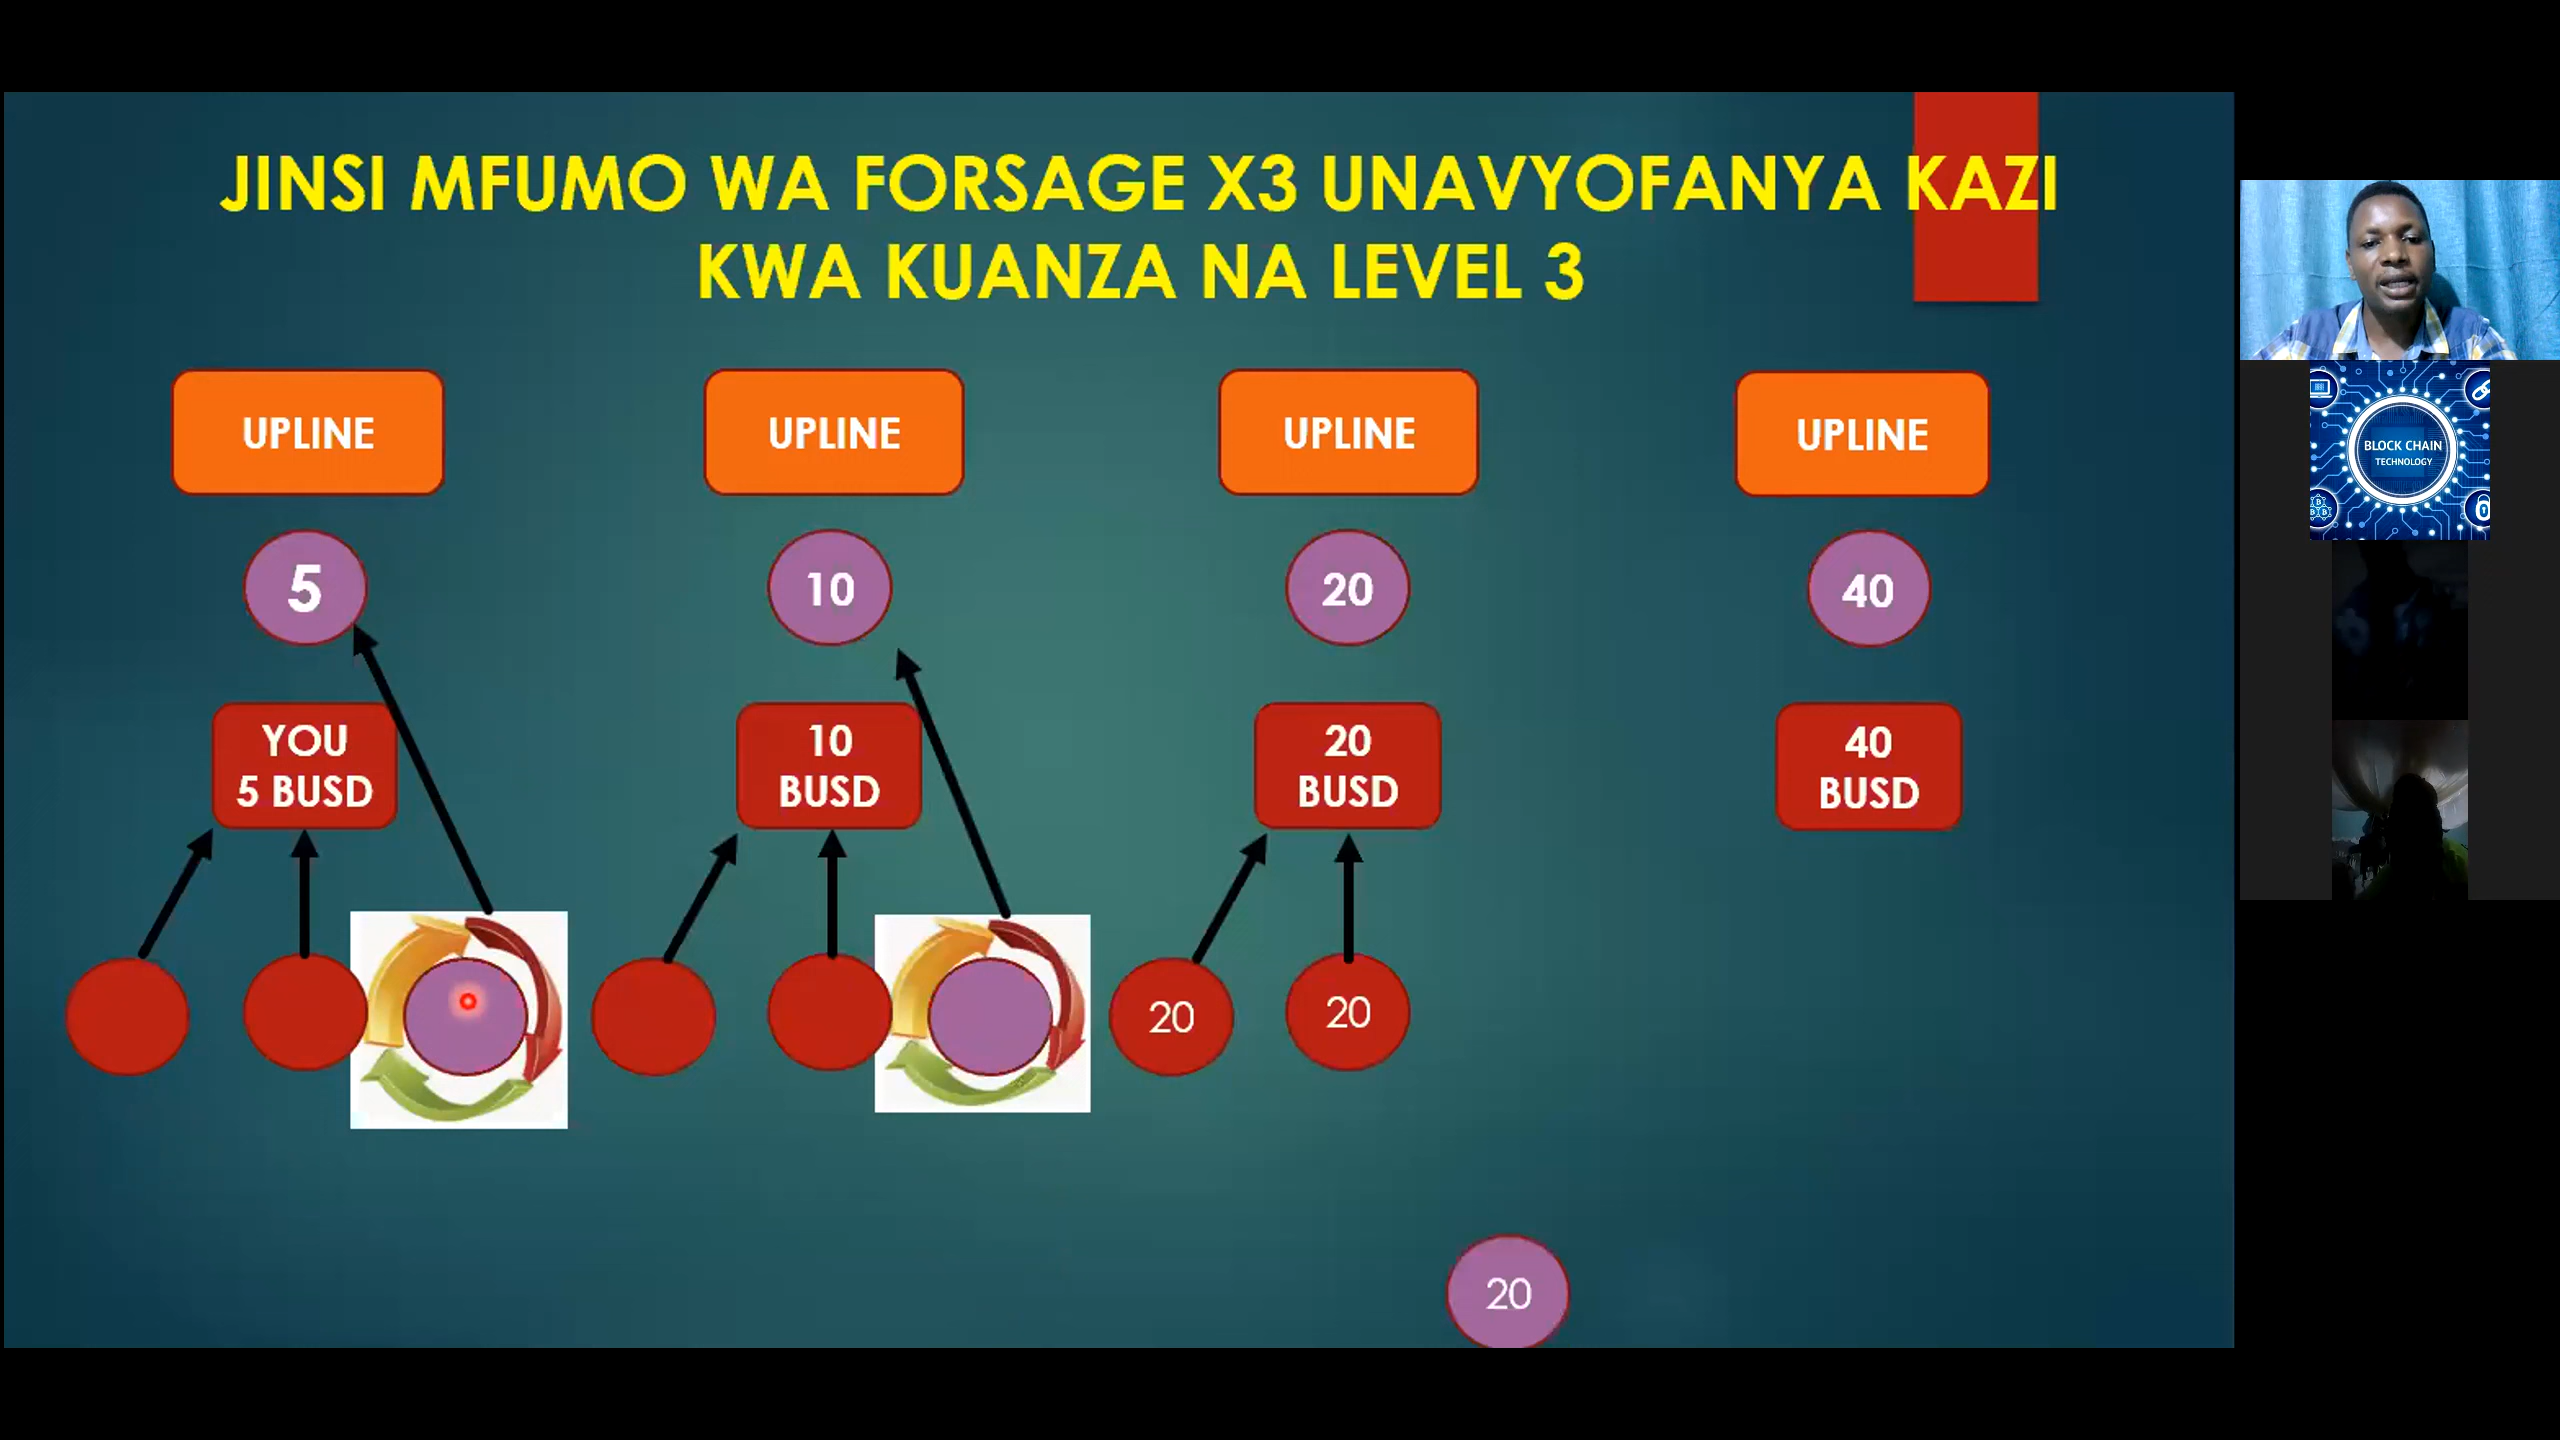 JINSI MFUMO WA FORSAGE X3 UNAVYOFANYA KAZI
KWA KUANZA NA LEVEL 3
UPLINE
UPLINE
UPLINE
UPLINE
5
10
20
40
YOU
5 BUSD
10
BUSD
20
BUSD
40
BUSD
20
20
20
BLOCK CHAIN
TECHNOLOGY